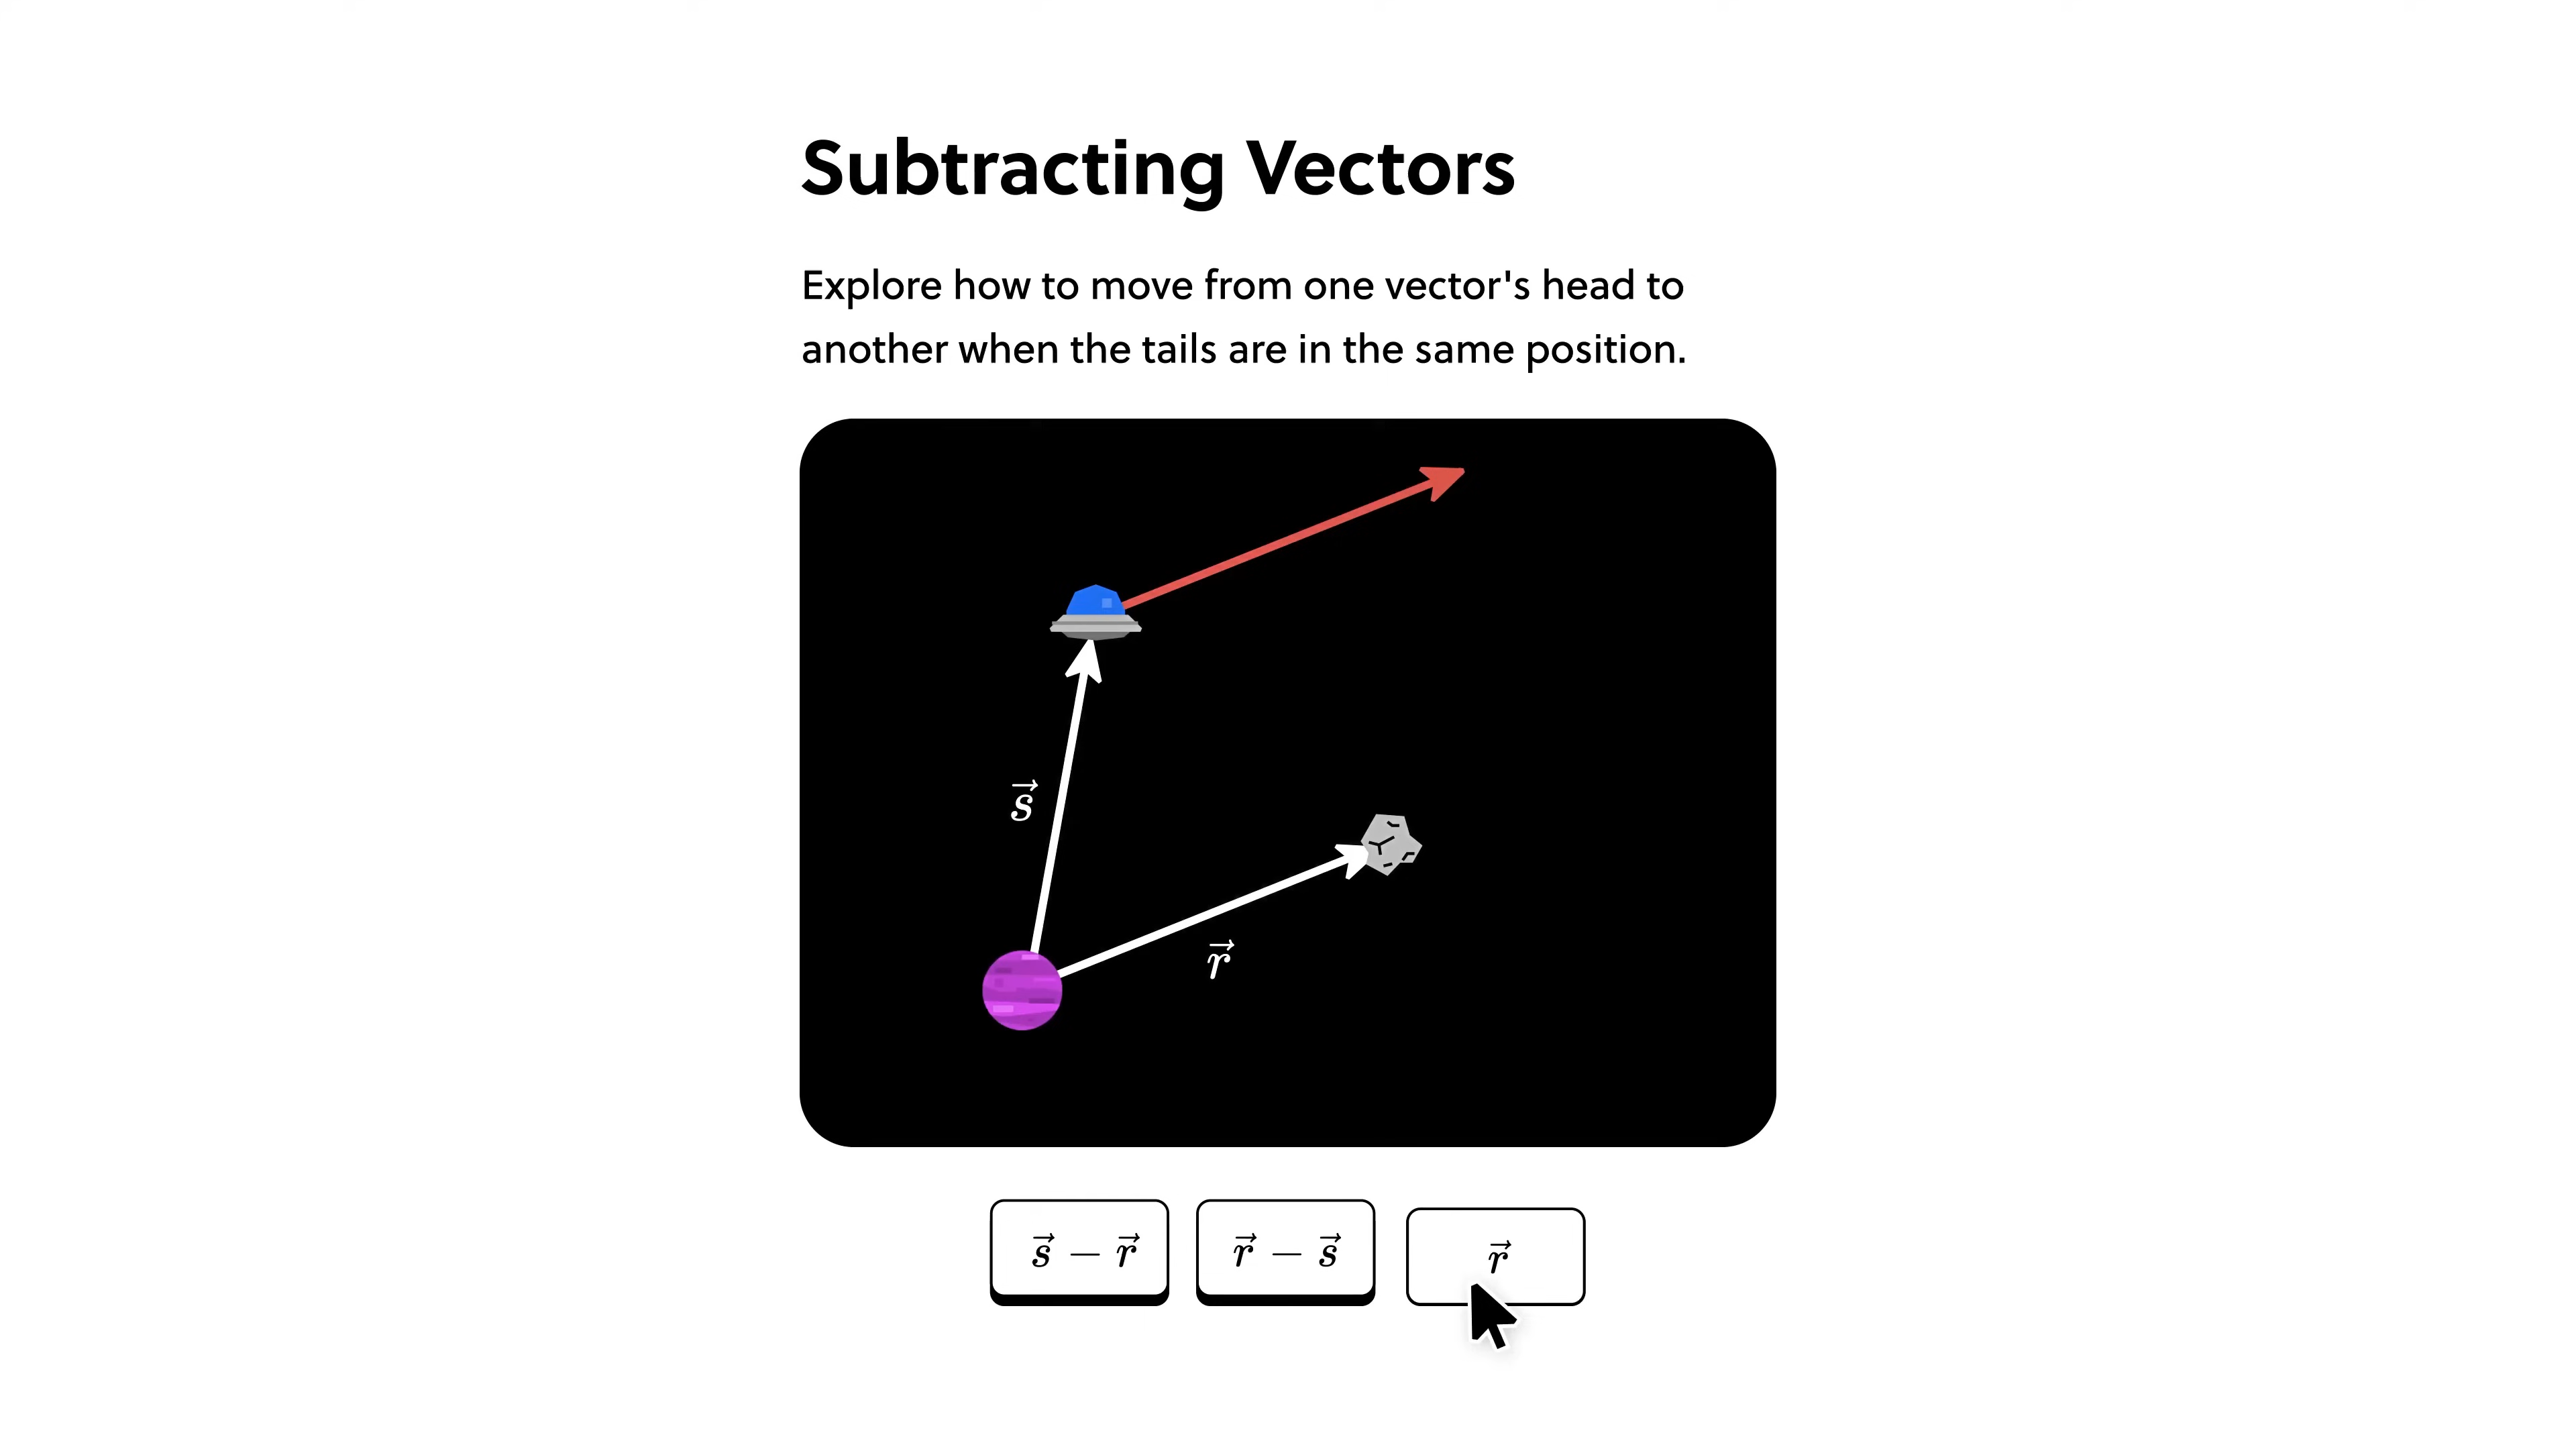 Subtracting Vectors
Explore how to move from one vector's head to
another when the tails are in the same position.
s⃗
r⃗
s⃗ − r⃗
r⃗ − s⃗
r⃗